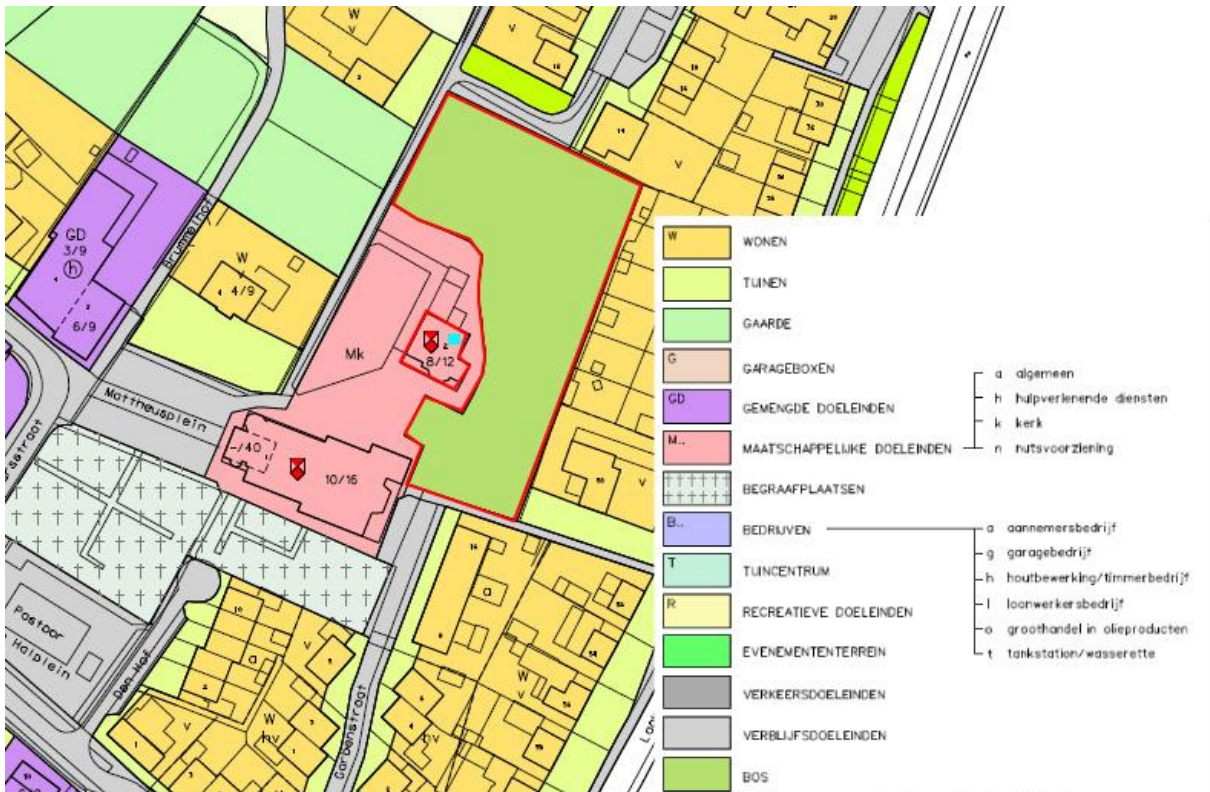 W
V
V
W
4/9
GD
3/9
h
6/9
Brummelhof
Mattheusplein
Mk
8/12
-/40
10/16
V
V
WONEN
TUINEN
GAARDE
GARAGEBOXEN
GEMENGDE DOELEINDEN
MAATSCHAPPELIJKE DOELEINDEN
BEGRAAFPLAATSEN
BEDRIJVEN
TUINCENTRUM
RECREATIEVE DOELEINDEN
EVENEMENTENTERREIN
VERKEERSDOELEINDEN
VERBLIJFSDOELEINDEN
BOS
W
G
GD
M..
B..
T
R
a algemeen
h hulpverlenende diensten
k kerk
n nutsvoorziening
a aannemersbedrijf
g garagebedrijf
h houtbewerking/timmerbedrijf
l loonwerkersbedrijf
o groothandel in olieproducten
t tankstation/wasserette
Pastoor
Halplein
Den Hof
Gorbenstraat
a
a
V
V
W
hv
W
V
hv